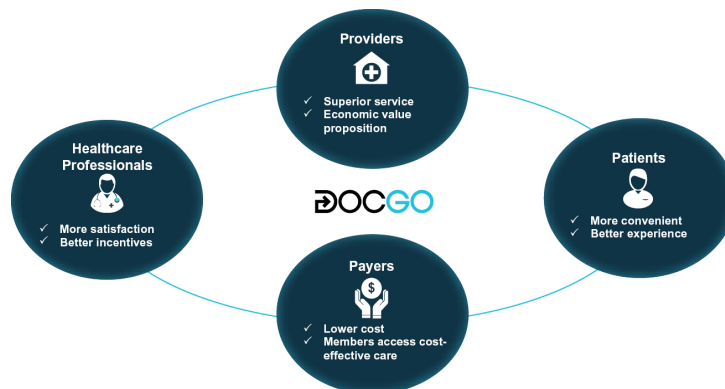 Providers
✓ Superior service
✓ Economic value
proposition
Healthcare
Professionals
✓ More satisfaction
✓ Better incentives
DOCGO
Patients
✓ More convenient
✓ Better experience
Payers
$
✓ Lower cost
✓ Members access cost-
effective care